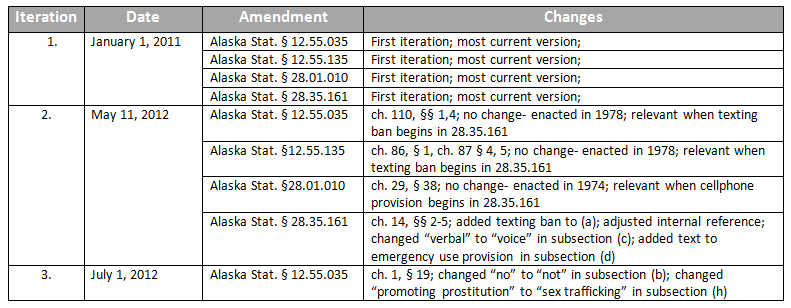 Iteration Date Amendment Changes
1. January 1, 2011 Alaska Stat. § 12.55.035 First iteration; most current version;
Alaska Stat. § 12.55.135 First iteration; most current version;
Alaska Stat. § 28.01.010 First iteration; most current version;
Alaska Stat. § 28.35.161 First iteration; most current version;
2. May 11, 2012 Alaska Stat. § 12.55.035 ch. 110, §§ 1,4; no change- enacted in 1978; relevant when texting
ban begins in 28.35.161
Alaska Stat. §12.55.135 ch. 86, § 1, ch. 87 § 4, 5; no change- enacted in 1978; relevant when
texting ban begins in 28.35.161
Alaska Stat. §28.01.010 ch. 29, § 38; no change- enacted in 1974; relevant when cellphone
provision begins in 28.35.161
Alaska Stat. § 28.35.161 ch. 14, §§ 2-5; added texting ban to (a); adjusted internal reference;
changed “verbal” to “voice” in subsection (c); added text to
emergency use provision in subsection (d)
3. July 1, 2012 Alaska Stat. § 12.55.035 ch. 1, § 19; changed “no” to “not” in subsection (b); changed
“promoting prostitution” to “sex trafficking” in subsection (h)